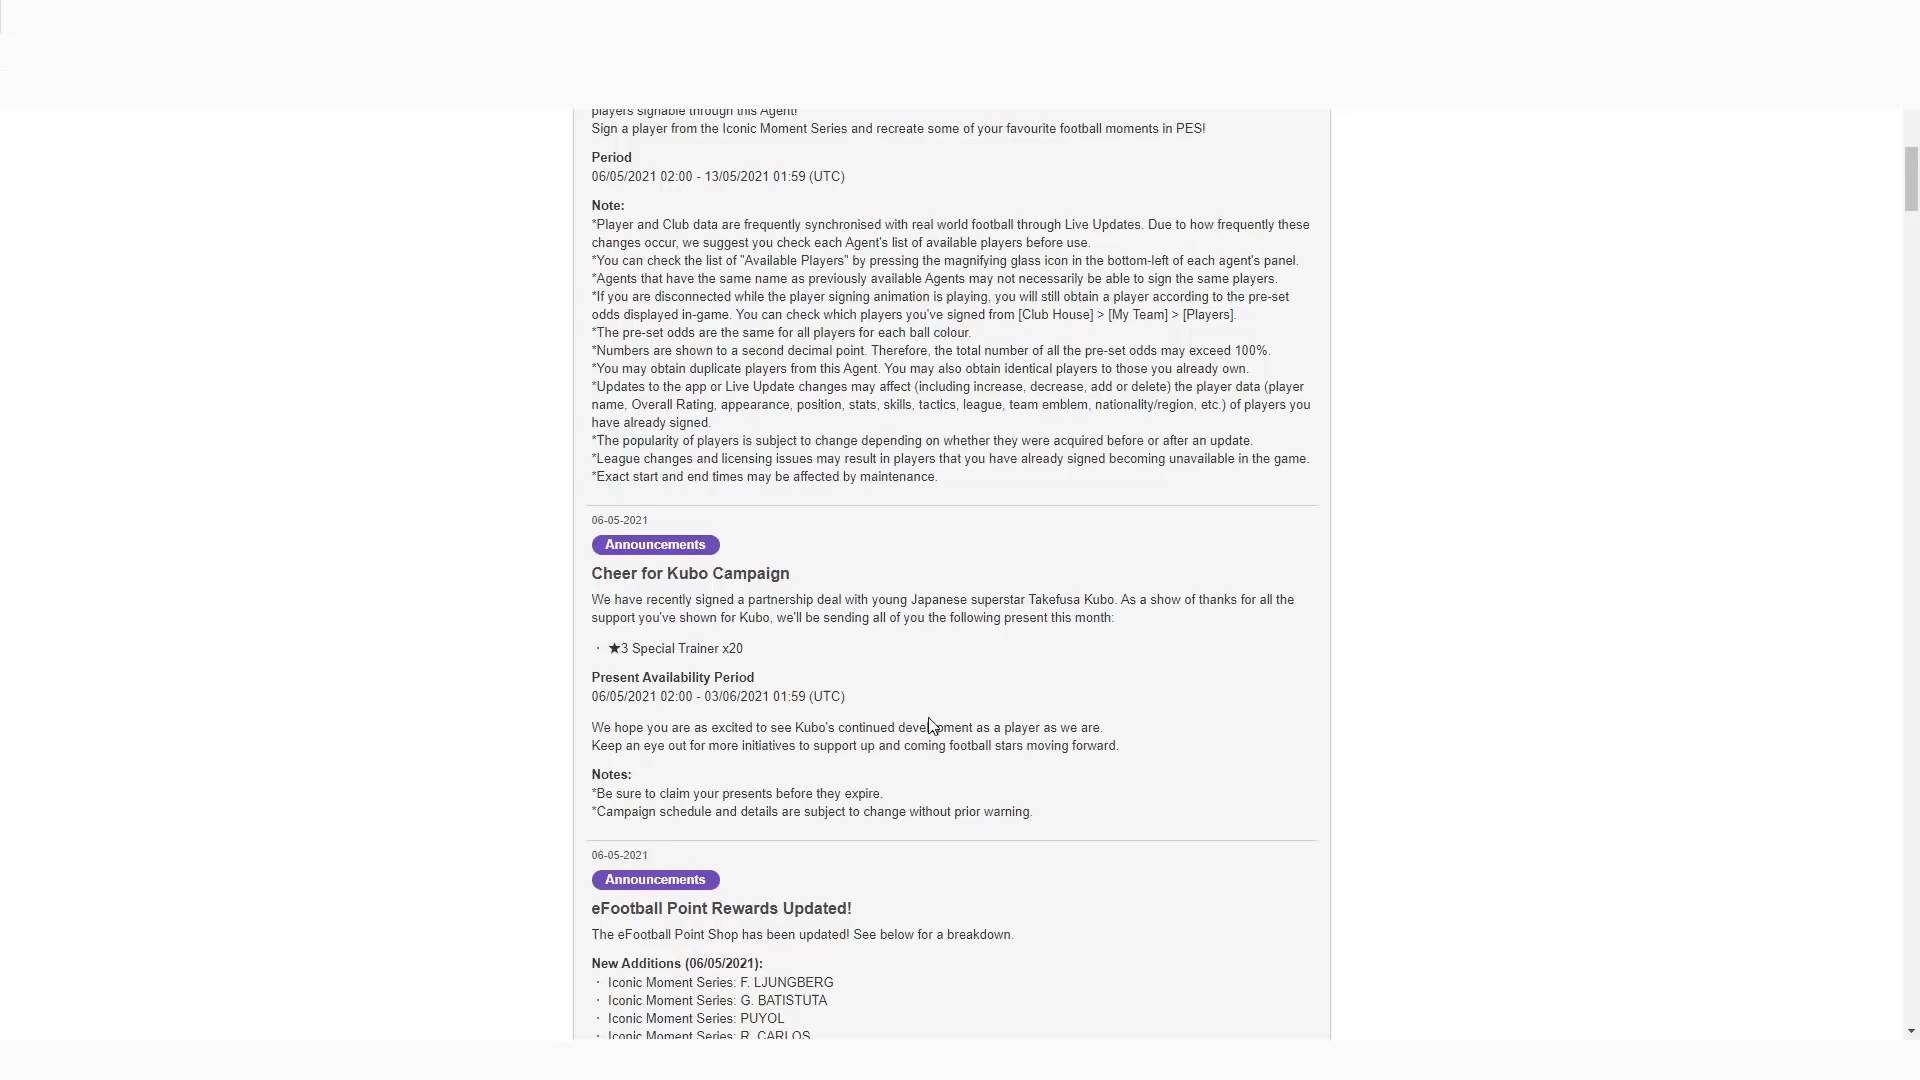 players signable through this Agent!
Sign a player from the Iconic Moment Series and recreate some of your favourite football moments in PES!
Period
06/05/2021 02:00 - 13/05/2021 01:59 (UTC)
Note:
*Player and Club data are frequently synchronised with real world football through Live Updates. Due to how frequently these
changes occur, we suggest you check each Agent's list of available players before use.
*You can check the list of "Available Players" by pressing the magnifying glass icon in the bottom-left of each agent's panel.
*Agents that have the same name as previously available Agents may not necessarily be able to sign the same players.
*If you are disconnected while the player signing animation is playing, you will still obtain a player according to the pre-set
odds displayed in-game. You can check which players you've signed from [Club House] > [My Team] > [Players].
*The pre-set odds are the same for all players for each ball colour.
*Numbers are shown to a second decimal point. Therefore, the total number of all the pre-set odds may exceed 100%.
*You may obtain duplicate players from this Agent. You may also obtain identical players to those you already own.
*Updates to the app or Live Update changes may affect (including increase, decrease, add or delete) the player data (player
name, Overall Rating, appearance, position, stats, skills, tactics, league, team emblem, nationality/region, etc.) of players you
have already signed.
*The popularity of players is subject to change depending on whether they were acquired before or after an update.
*League changes and licensing issues may result in players that you have already signed becoming unavailable in the game.
*Exact start and end times may be affected by maintenance.
06-05-2021
Announcements
Cheer for Kubo Campaign
We have recently signed a partnership deal with young Japanese superstar Takefusa Kubo. As a show of thanks for all the
support you've shown for Kubo, we'll be sending all of you the following present this month:
・ ★3 Special Trainer x20
Present Availability Period
06/05/2021 02:00 - 03/06/2021 01:59 (UTC)
We hope you are as excited to see Kubo's continued development as a player as we are.
Keep an eye out for more initiatives to support up and coming football stars moving forward.
Notes:
*Be sure to claim your presents before they expire.
*Campaign schedule and details are subject to change without prior warning.
06-05-2021
Announcements
eFootball Point Rewards Updated!
The eFootball Point Shop has been updated! See below for a breakdown.
New Additions (06/05/2021):
・ Iconic Moment Series: F. LJUNGBERG
・ Iconic Moment Series: G. BATISTUTA
・ Iconic Moment Series: PUYOL
・ Iconic Moment Series: R. CARLOS